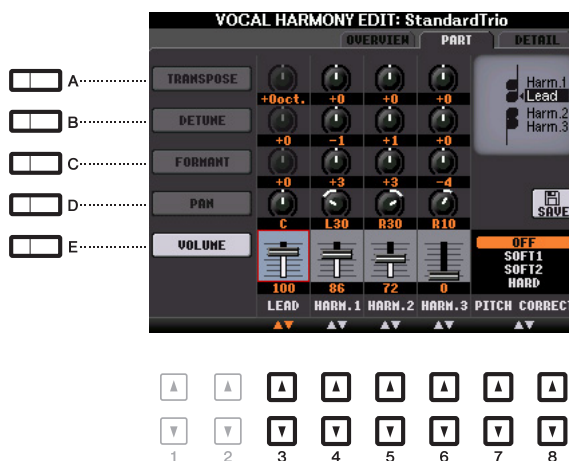 VOCAL HARMONY EDIT: StandardTrio
OVERVIEW PART DETAIL
A
TRANSPOSE
+0oct. +0 +0 +0
B
DETUNE
+0 -1 +1 +0
C
FORMANT
+0 +3 +3 -4
D
PAN
C L30 R30 R10
E
VOLUME
100 86 72 0
LEAD HARM.1 HARM.2 HARM.3 PITCH CORRECT
Harm.1
Lead
Harm.2
Harm.3
SAVE
OFF
SOFT1
SOFT2
HARD
1 2 3 4 5 6 7 8